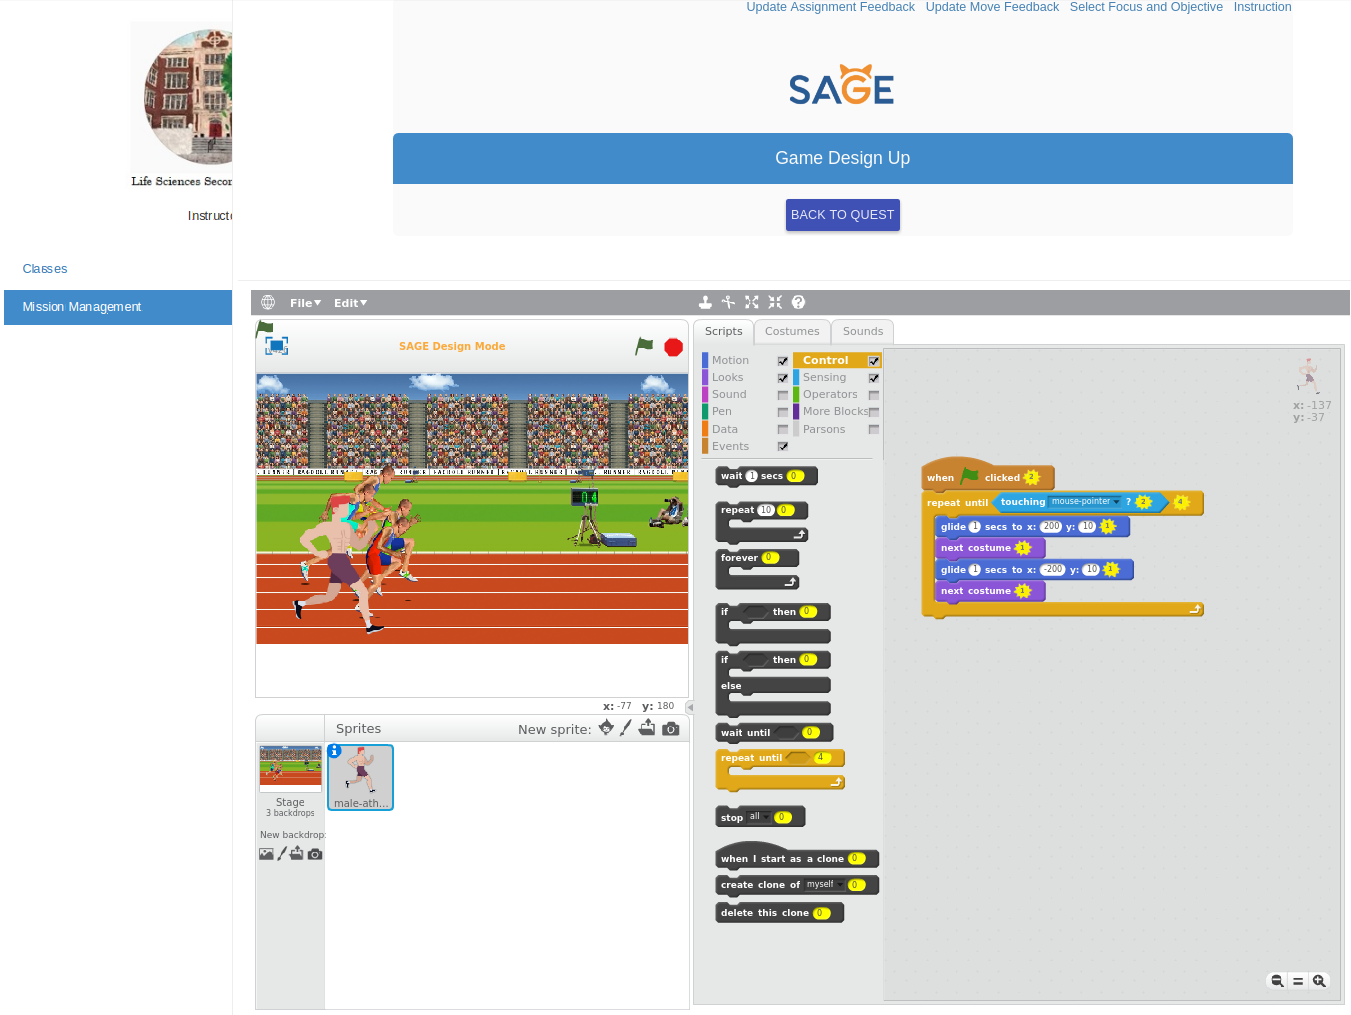 Update Assignment Feedback Update Move Feedback Select Focus and Objective Instruction
SAGE
Life Sciences Secon
Game Design Up
Instructo
BACK TO QUEST
Classes
Mission Management
File Edit
SAGE Design Mode
Scripts Costumes Sounds
Motion Control
Looks Sensing
Sound Operators
Pen More Blocks
Data Parsons
Events
x: -137
y: -37
wait 1 secs 0
repeat 10 0
forever 0
if then 0
if then 0
else
wait until 0
repeat until 4
stop all 0
when I start as a clone 0
create clone of myself 0
delete this clone 0
when clicked 2
repeat until touching mouse-pointer ? 2 4
glide 1 secs to x: 200 y: 10 1
next costume 1
glide 1 secs to x: -200 y: 10 1
next costume 1
x: -77 y: 180
Sprites New sprite:
Stage
3 backdrops
New backdrop:
male-ath...